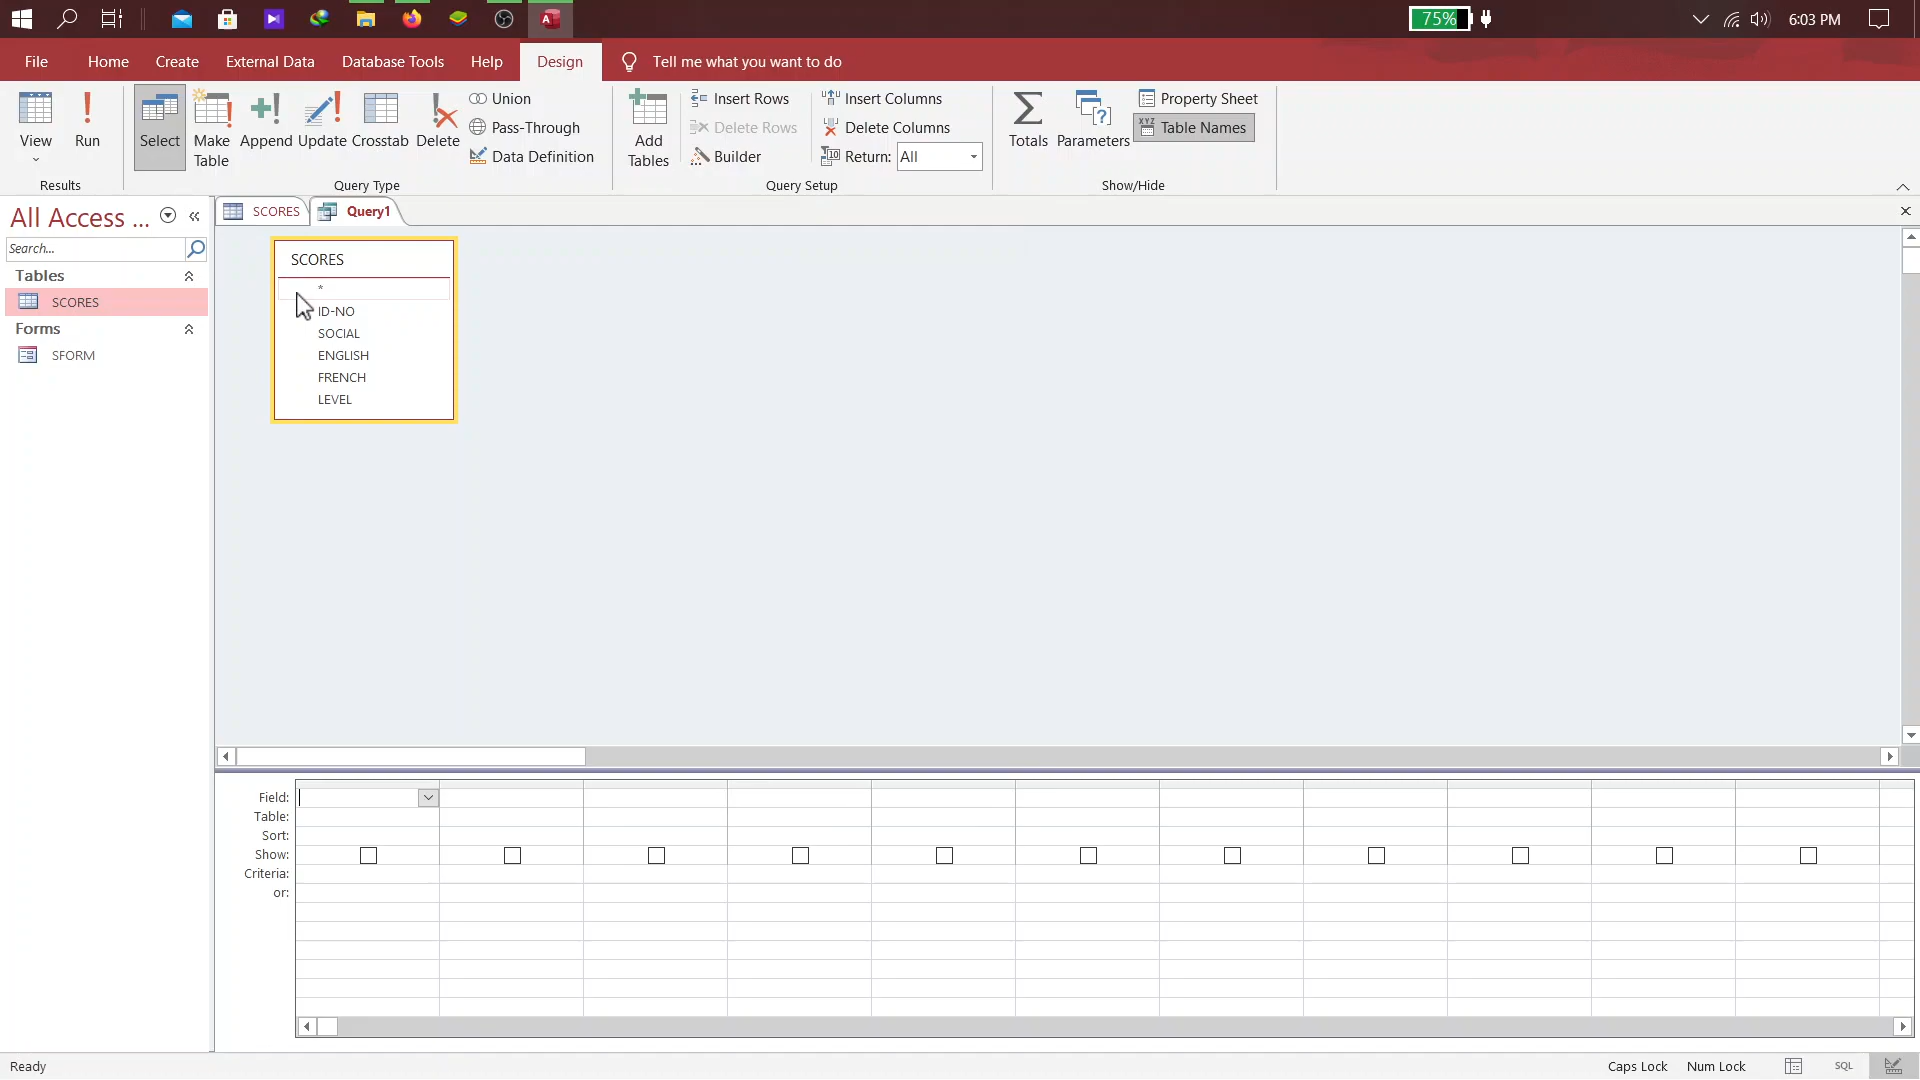 75%
6:03 PM
File
Home
Create
External Data
Database Tools
Help
Design
Tell me what you want to do
View
Run
Select
Make
Table
Append
Update
Crosstab
Delete
Union
Pass-Through
Data Definition
Add
Tables
Insert Rows
Delete Rows
Builder
Insert Columns
Delete Columns
Return:
All
Totals
Parameters
Property Sheet
Table Names
Results
Query Type
Query Setup
Show/Hide
All Access ...
Search...
Tables
SCORES
Forms
SFORM
SCORES
Query1
SCORES
*
ID-NO
SOCIAL
ENGLISH
FRENCH
LEVEL
Field:
Table:
Sort:
Show:
Criteria:
or:
Ready
Caps Lock
Num Lock
SQL